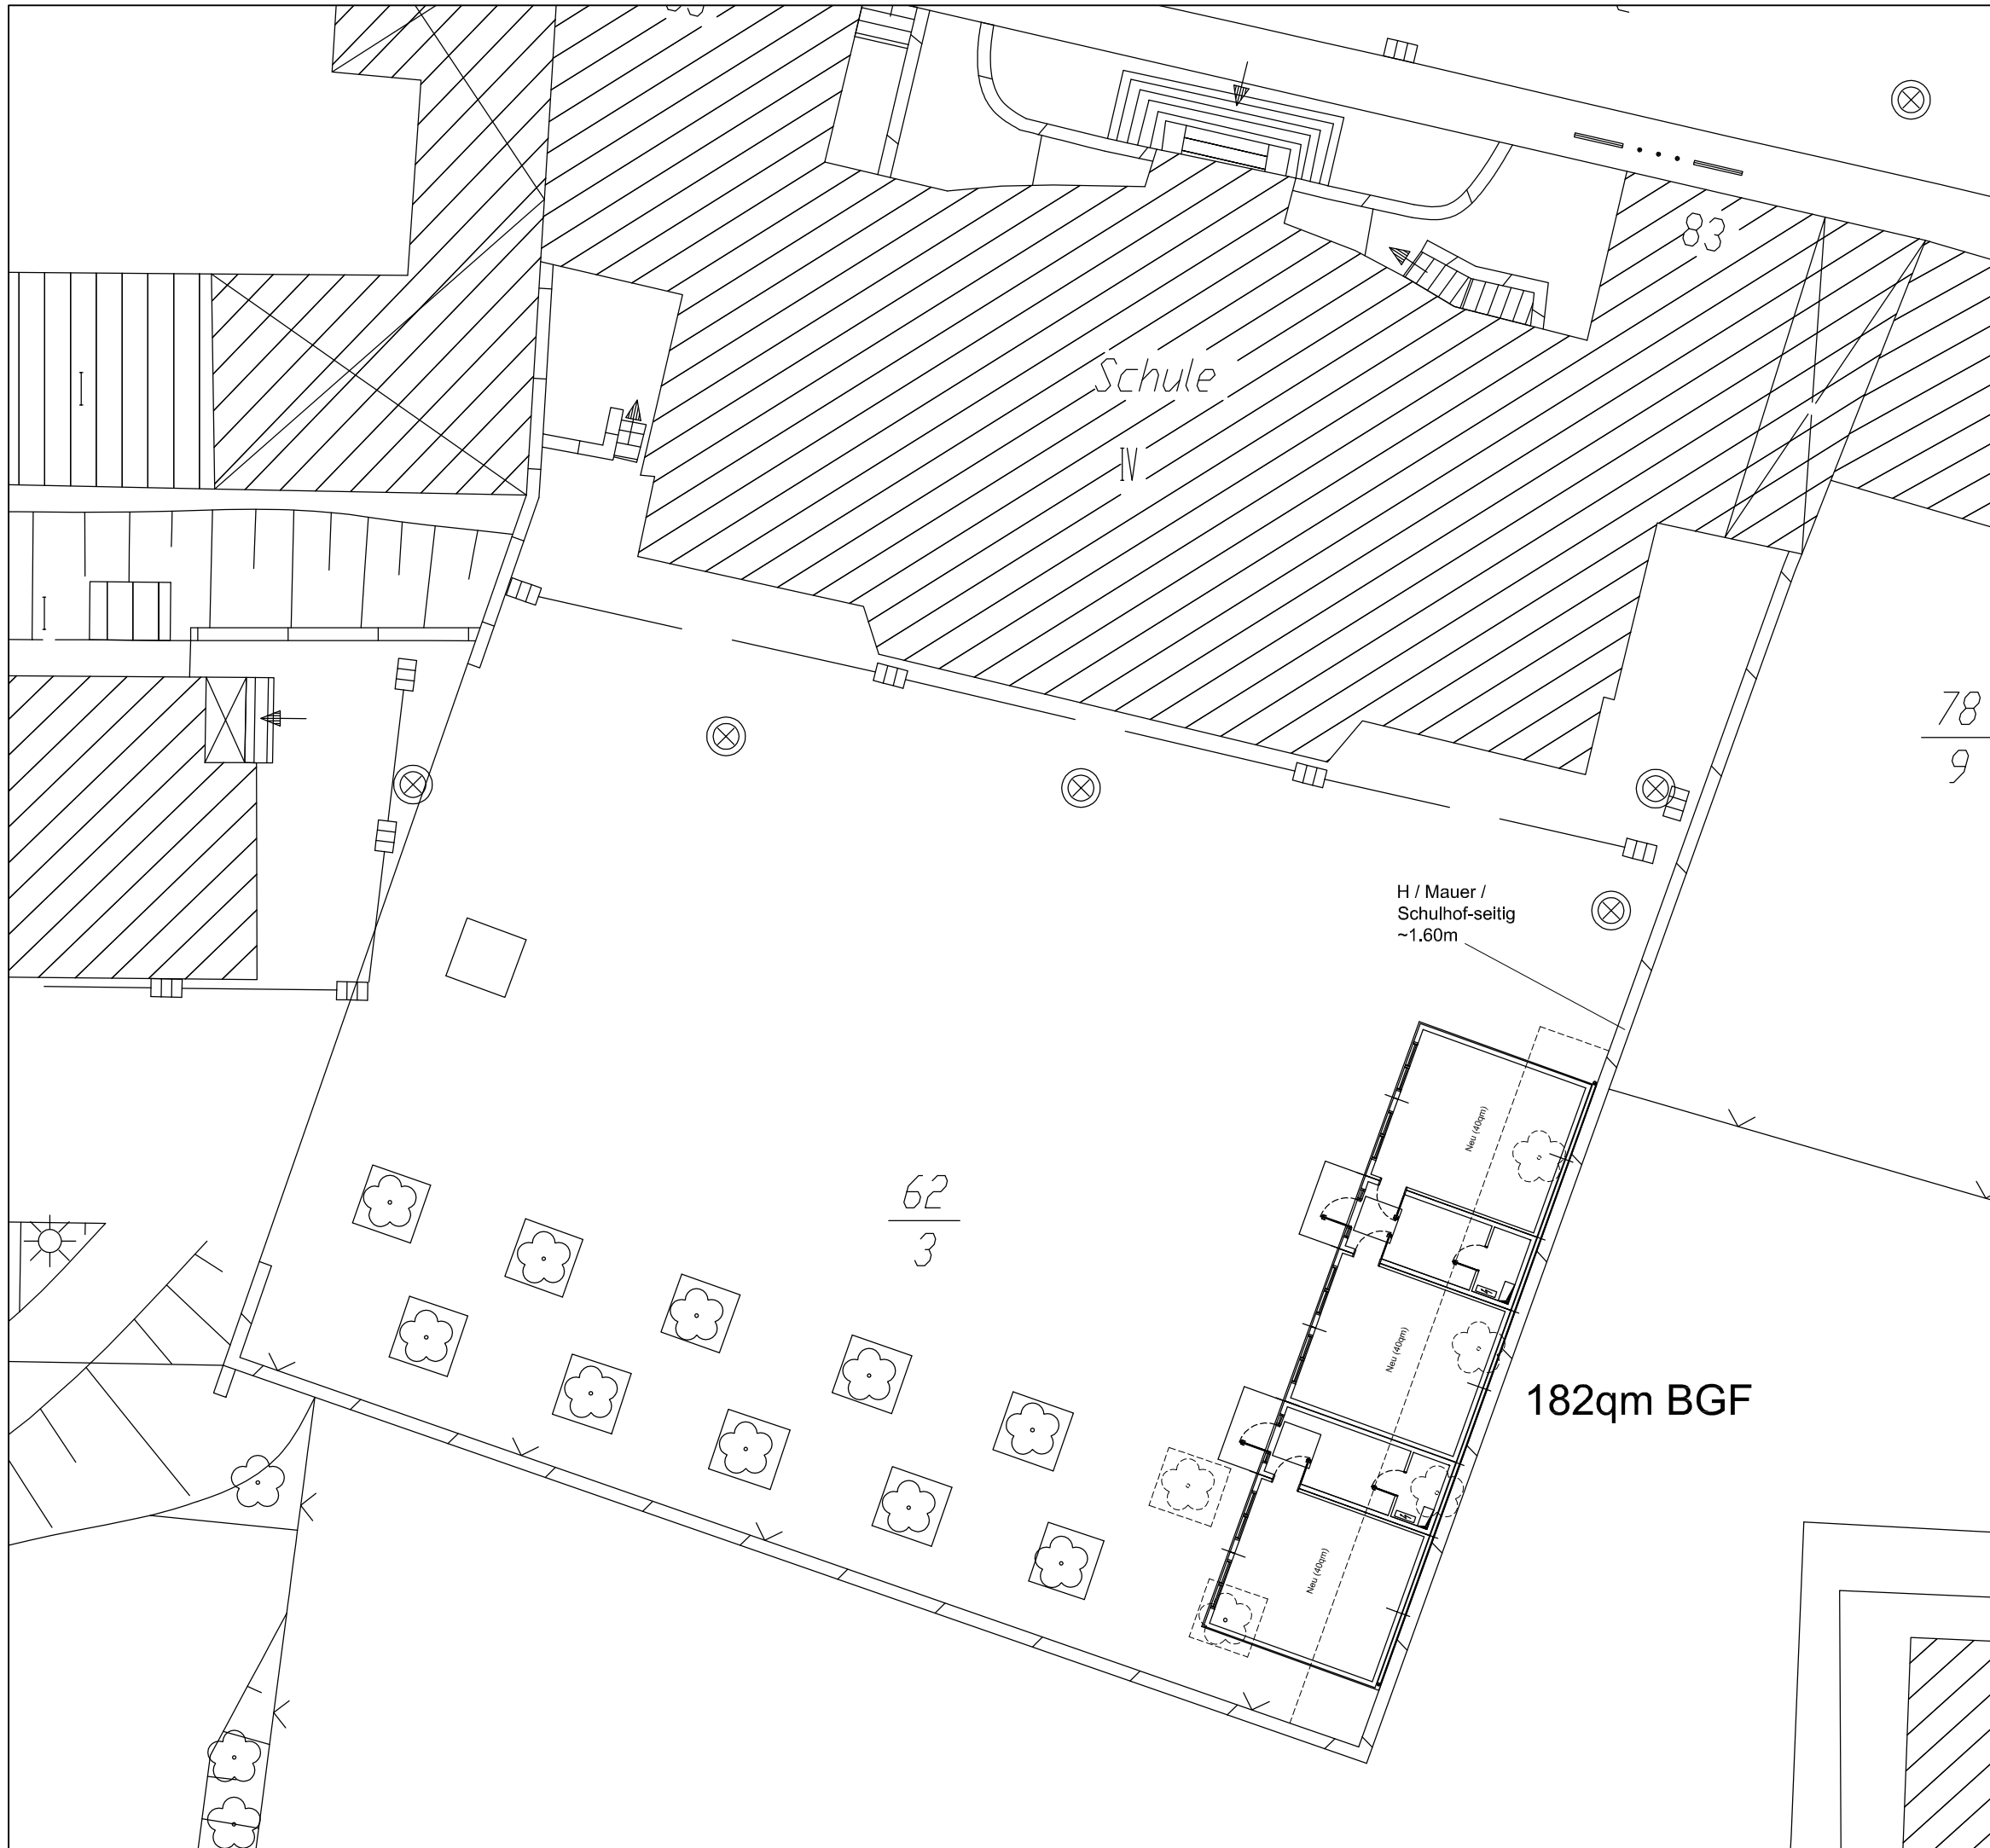 83
Schule
IV
I
I
78
9
H / Mauer /
Schulhof-seitig
~1.60m
Neu (40qm)
62
3
Neu (40qm)
182qm BGF
Neu (40qm)